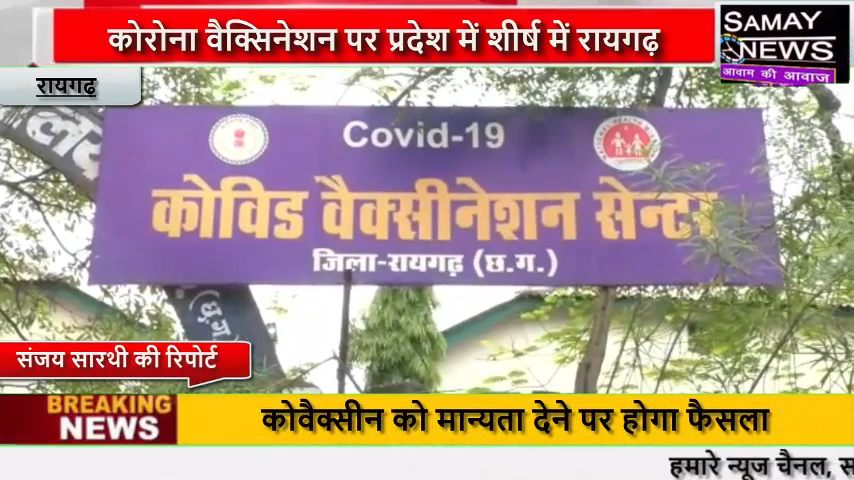 कोरोना वैक्सिनेशन पर प्रदेश में शीर्ष में रायगढ़
SAMAY
NEWS
आवाम की आवाज
रायगढ़
Covid-19
कोविड वैक्सीनेशन सेन्टर
जिला-रायगढ़ (छ.ग.)
संजय सारथी की रिपोर्ट
BREAKING
NEWS
कोवैक्सीन को मान्यता देने पर होगा फैसला
हमारे न्यूज चैनल,